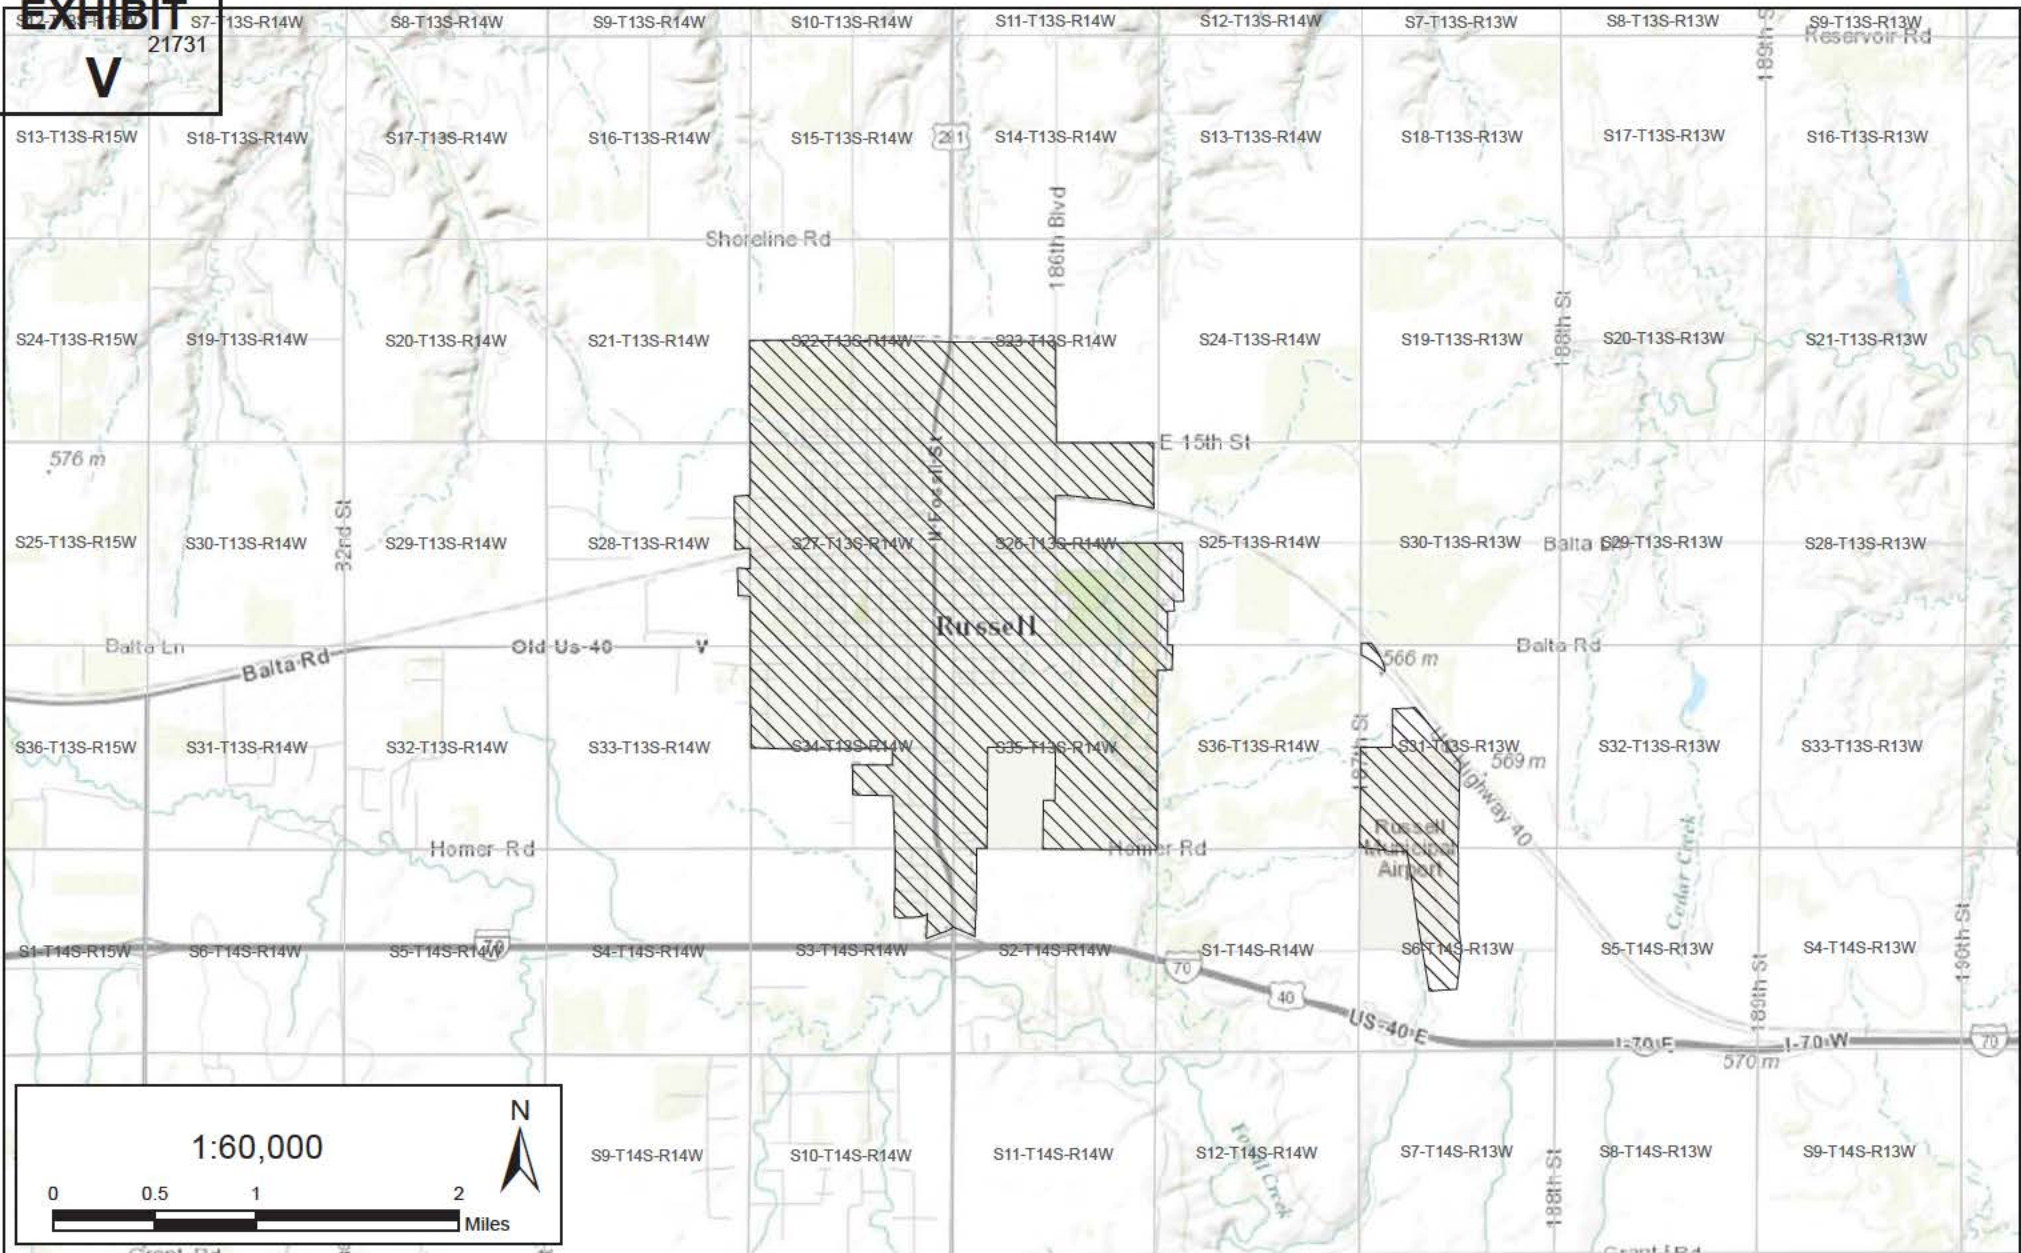 EXHIBIT
21731
V
S12-T13S-R15W S7-T13S-R14W S8-T13S-R14W S9-T13S-R14W S10-T13S-R14W S11-T13S-R14W S12-T13S-R14W S7-T13S-R13W S8-T13S-R13W S9-T13S-R13W
Reservoir Rd
189th S
S13-T13S-R15W S18-T13S-R14W S17-T13S-R14W S16-T13S-R14W S15-T13S-R14W 281 S14-T13S-R14W S13-T13S-R14W S18-T13S-R13W S17-T13S-R13W S16-T13S-R13W
186th Blvd
Shoreline Rd
188th St
S24-T13S-R15W S19-T13S-R14W S20-T13S-R14W S21-T13S-R14W S22-T13S-R14W S23-T13S-R14W S24-T13S-R14W S19-T13S-R13W S20-T13S-R13W S21-T13S-R13W
E 15th St
576 m
N Fossil St
32nd St
S25-T13S-R15W S30-T13S-R14W S29-T13S-R14W S28-T13S-R14W S27-T13S-R14W S26-T13S-R14W S25-T13S-R14W S30-T13S-R13W Balta Ln S29-T13S-R13W S28-T13S-R13W
Russell
Balta Ln Balta Rd Old Us-40 V Balta Rd
566 m
187th St
S36-T13S-R15W S31-T13S-R14W S32-T13S-R14W S33-T13S-R14W S34-T13S-R14W S35-T13S-R14W S36-T13S-R14W S31-T13S-R13W S32-T13S-R13W S33-T13S-R13W
569 m
Highway 40
Russell
Municipal
Airport
Homer Rd Homer Rd
Cedar Creek
190th St
S1-T14S-R15W S6-T14S-R14W S5-T14S-R14W 70 S4-T14S-R14W S3-T14S-R14W S2-T14S-R14W S1-T14S-R14W S6-T14S-R13W S5-T14S-R13W S4-T14S-R13W
70
40
189th St
US-40 E I-70 E I-70 W 70
570 m
N
1:60,000
0 0.5 1 2
Miles
S9-T14S-R14W S10-T14S-R14W S11-T14S-R14W S12-T14S-R14W S7-T14S-R13W S8-T14S-R13W S9-T14S-R13W
Fossil Creek
188th St